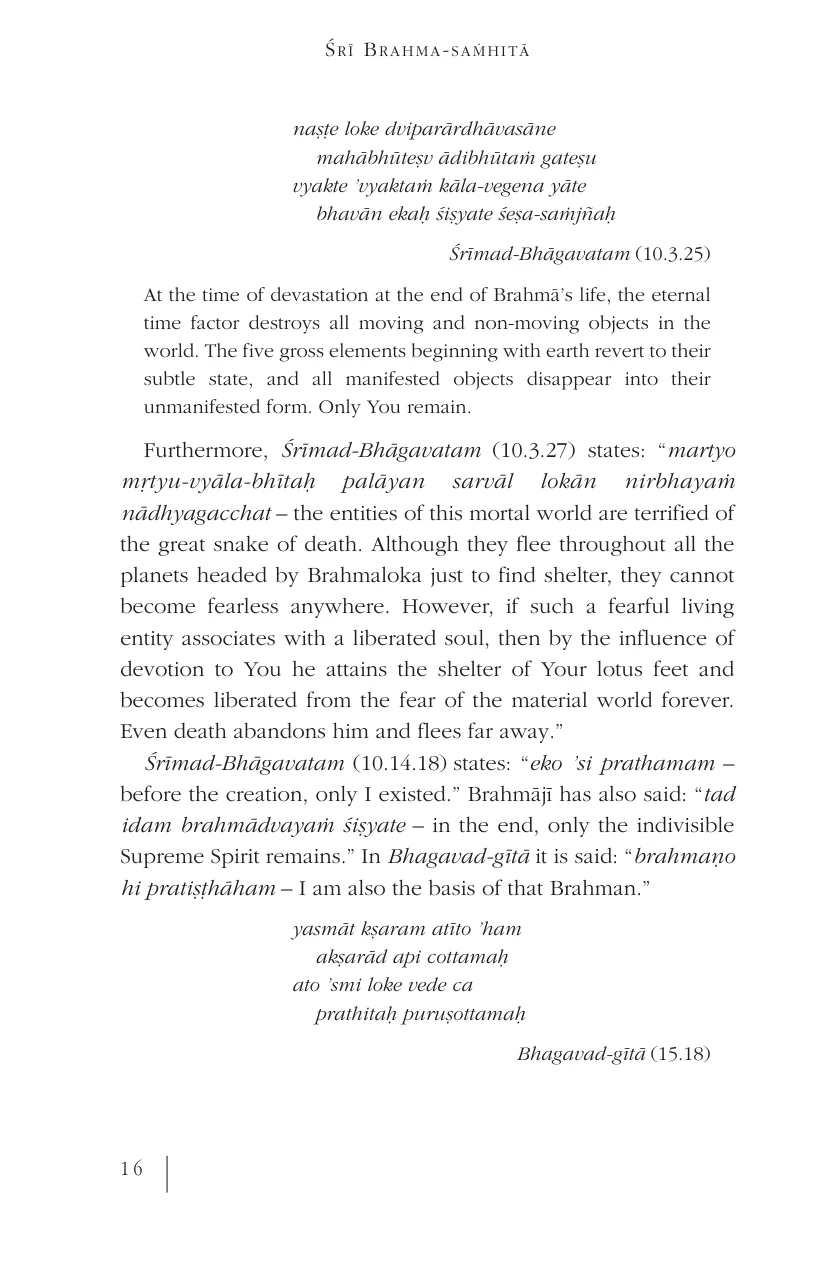 ŚRĪ BRAHMA-SAṀHITĀ
naṣṭe loke dviparārdhāvasāne
mahābhūteṣv ādibhūtaṁ gateṣu
vyakte ’vyaktaṁ kāla-vegena yāte
bhavān ekaḥ śiṣyate śeṣa-saṁjñaḥ
Śrīmad-Bhāgavatam (10.3.25)
At the time of devastation at the end of Brahmā’s life, the eternal
time factor destroys all moving and non-moving objects in the
world. The five gross elements beginning with earth revert to their
subtle state, and all manifested objects disappear into their
unmanifested form. Only You remain.
Furthermore, Śrīmad-Bhāgavatam (10.3.27) states: “martyo
mṛtyu-vyāla-bhītaḥ palāyan sarvāl lokān nirbhayaṁ
nādhyagacchat – the entities of this mortal world are terrified of
the great snake of death. Although they flee throughout all the
planets headed by Brahmaloka just to find shelter, they cannot
become fearless anywhere. However, if such a fearful living
entity associates with a liberated soul, then by the influence of
devotion to You he attains the shelter of Your lotus feet and
becomes liberated from the fear of the material world forever.
Even death abandons him and flees far away.”
Śrīmad-Bhāgavatam (10.14.18) states: “eko ’si prathamam –
before the creation, only I existed.” Brahmājī has also said: “tad
idam brahmādvayaṁ śiṣyate – in the end, only the indivisible
Supreme Spirit remains.” In Bhagavad-gītā it is said: “brahmaṇo
hi pratiṣṭhāham – I am also the basis of that Brahman.”
yasmāt kṣaram atīto ’ham
akṣarād api cottamaḥ
ato ’smi loke vede ca
prathitaḥ puruṣottamaḥ
Bhagavad-gītā (15.18)
16